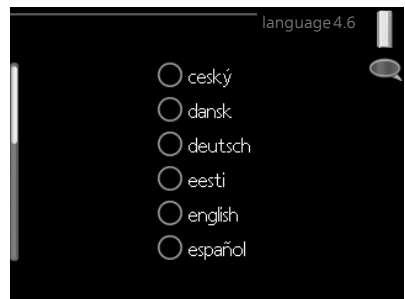 language 4.6
ceský
dansk
deutsch
eesti
english
español